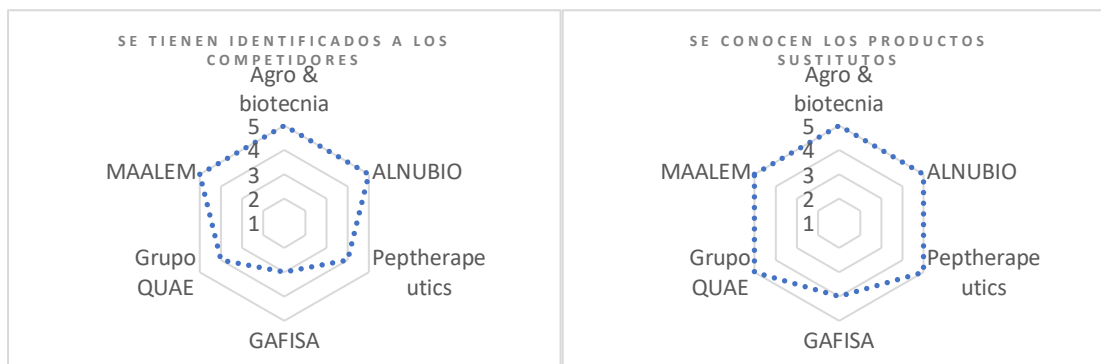 SE TIENEN IDENTIFICADOS A LOS
COMPETIDORES
Agro &
biotecnia
5
4
3
2
1
MAALEM
ALNUBIO
Grupo
QUAE
Peptherape
utics
GAFISA
SE CONOCEN LOS PRODUCTOS
SUSTITUTOS
Agro &
biotecnia
5
4
3
2
1
MAALEM
ALNUBIO
Grupo
QUAE
Peptherape
utics
GAFISA